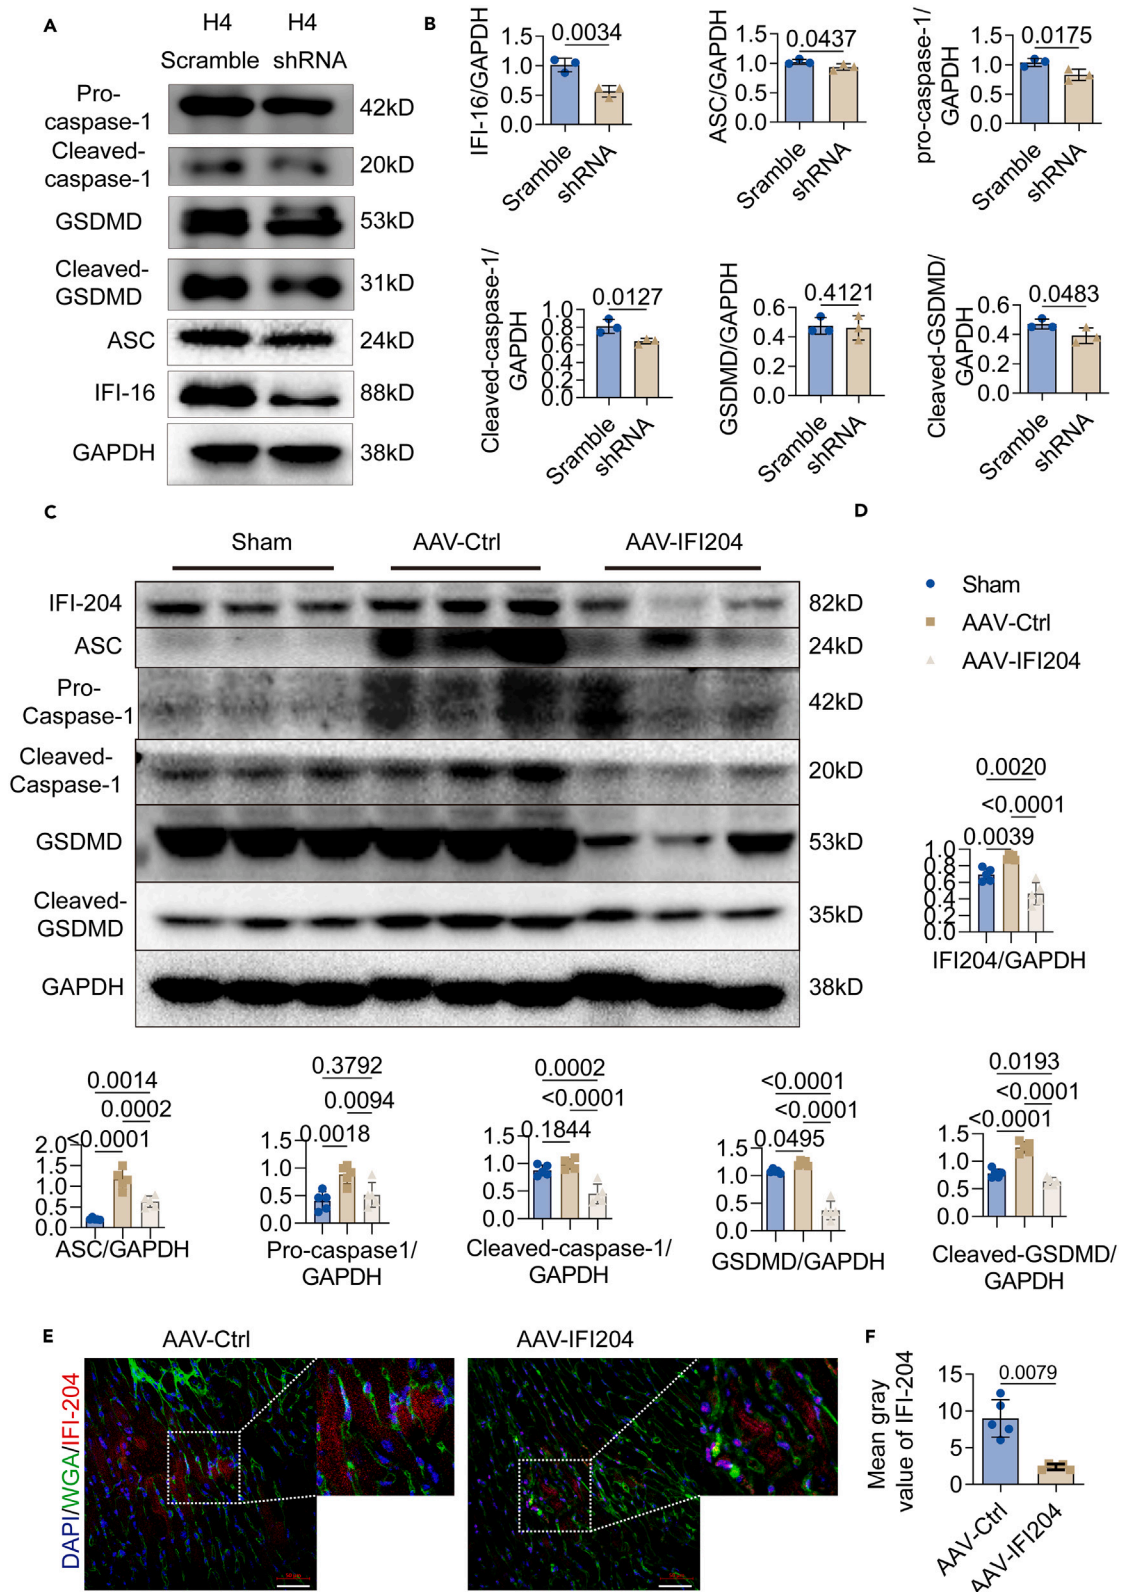 A
H4 H4
Scramble shRNA
Pro-
caspase-1
42kD
Cleaved-
caspase-1
20kD
GSDMD
53kD
Cleaved-
GSDMD
31kD
ASC
24kD
IFI-16
88kD
GAPDH
38kD
B
IFI-16/GAPDH
1.5
1.0
0.5
0.0
0.0034
Sramble
shRNA
ASC/GAPDH
1.5
1.0
0.5
0.0
0.0437
Sramble
shRNA
pro-caspase-1/
GAPDH
1.5
1.0
0.5
0.0
0.0175
Sramble
shRNA
Cleaved-caspase-1/
GAPDH
1.0
0.8
0.6
0.4
0.2
0.0
0.0127
Sramble
shRNA
GSDMD/GAPDH
0.6
0.4
0.2
0.0
0.4121
Sramble
shRNA
Cleaved-GSDMD/
GAPDH
0.6
0.4
0.2
0.0
0.0483
Sramble
shRNA
C
Sham AAV-Ctrl AAV-IFI204
IFI-204
82kD
ASC
24kD
Pro-
Caspase-1
42kD
Cleaved-
Caspase-1
20kD
GSDMD
53kD
Cleaved-
GSDMD
35kD
GAPDH
38kD
D
Sham
AAV-Ctrl
AAV-IFI204
0.0020
<0.0001
0.0039
1.0
0.8
0.6
0.4
0.2
0.0
IFI204/GAPDH
0.0014
0.0002
<0.0001
2.0
1.5
1.0
0.5
0.0
ASC/GAPDH
0.3792
0.0094
0.0018
1.5
1.0
0.5
0.0
Pro-caspase1/
GAPDH
0.0002
<0.0001
0.1844
1.5
1.0
0.5
0.0
Cleaved-caspase-1/
GAPDH
<0.0001
<0.0001
0.0495
1.5
1.0
0.5
0.0
GSDMD/GAPDH
0.0193
<0.0001
<0.0001
1.5
1.0
0.5
0.0
Cleaved-GSDMD/
GAPDH
E
AAV-Ctrl AAV-IFI204
DAPI/WGA/IFI-204
F
Mean gray
value of IFI-204
15
10
5
0
0.0079
AAV-Ctrl
AAV-IFI204